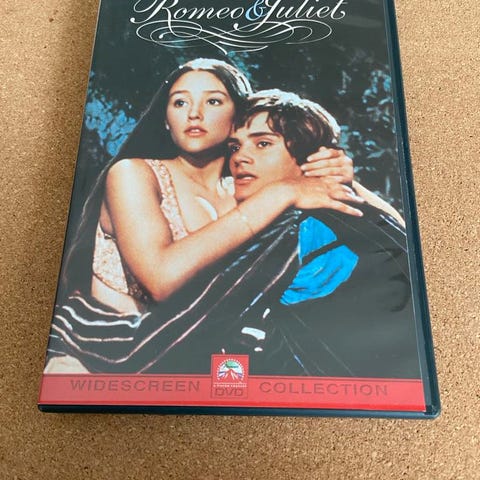 Romeo & Juliet
WIDESCREEN DVD COLLECTION